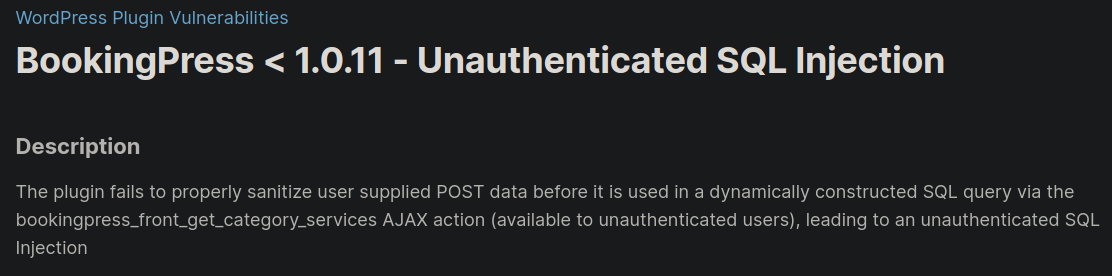 WordPress Plugin Vulnerabilities
BookingPress < 1.0.11 - Unauthenticated SQL Injection
Description
The plugin fails to properly sanitize user supplied POST data before it is used in a dynamically constructed SQL query via the
bookingpress_front_get_category_services AJAX action (available to unauthenticated users), leading to an unauthenticated SQL
Injection